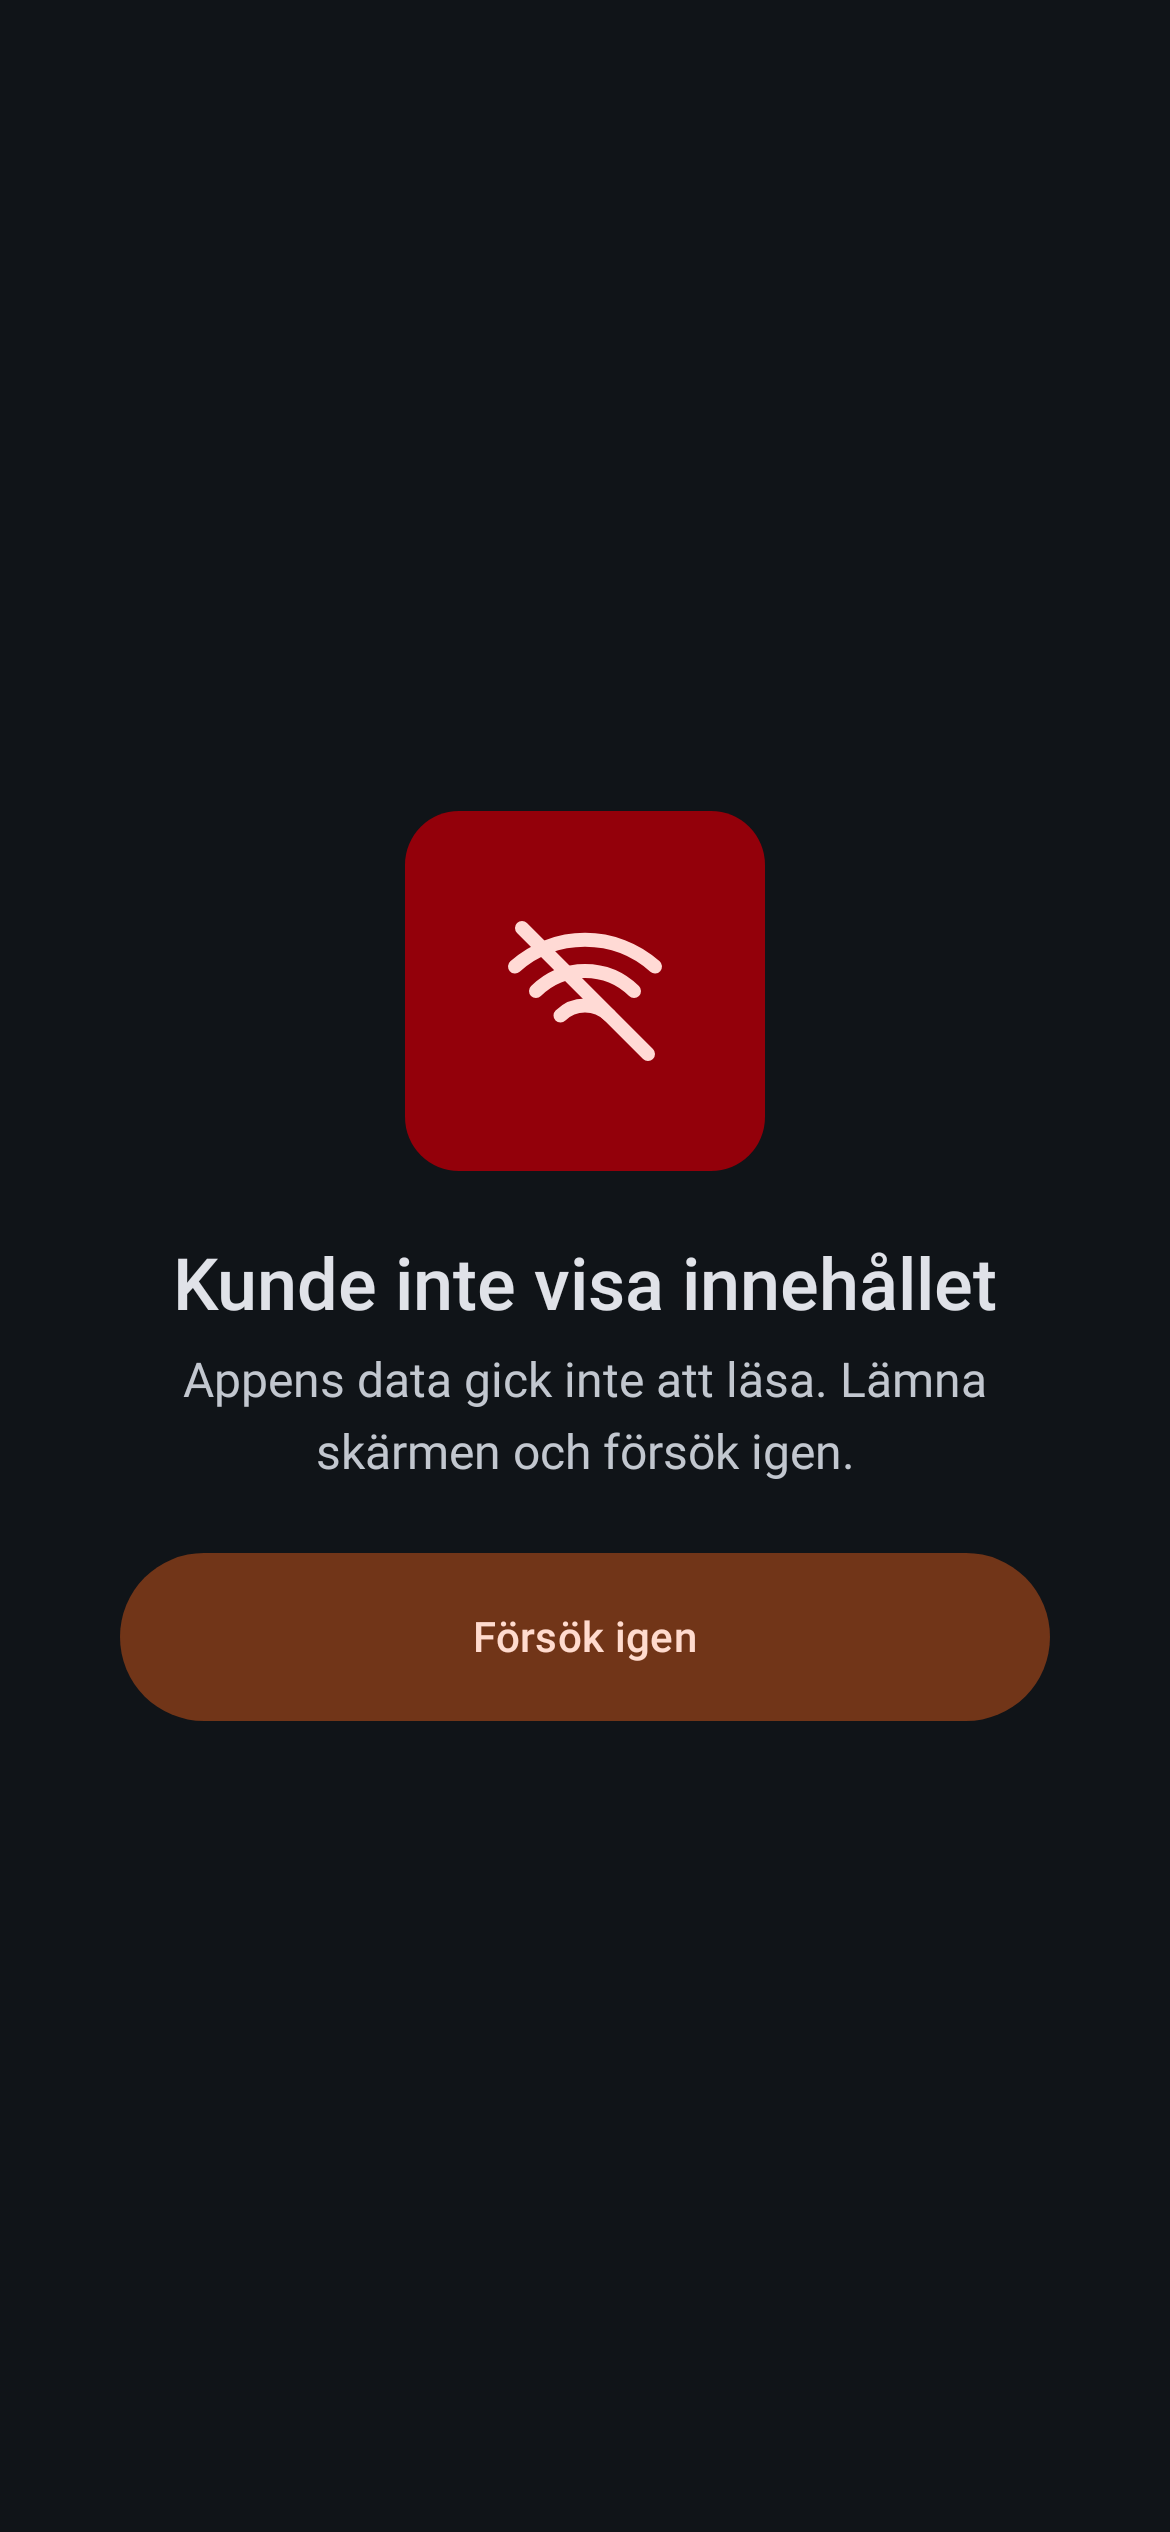 Kunde inte visa innehållet
Appens data gick inte att läsa. Lämna
skärmen och försök igen.
Försök igen